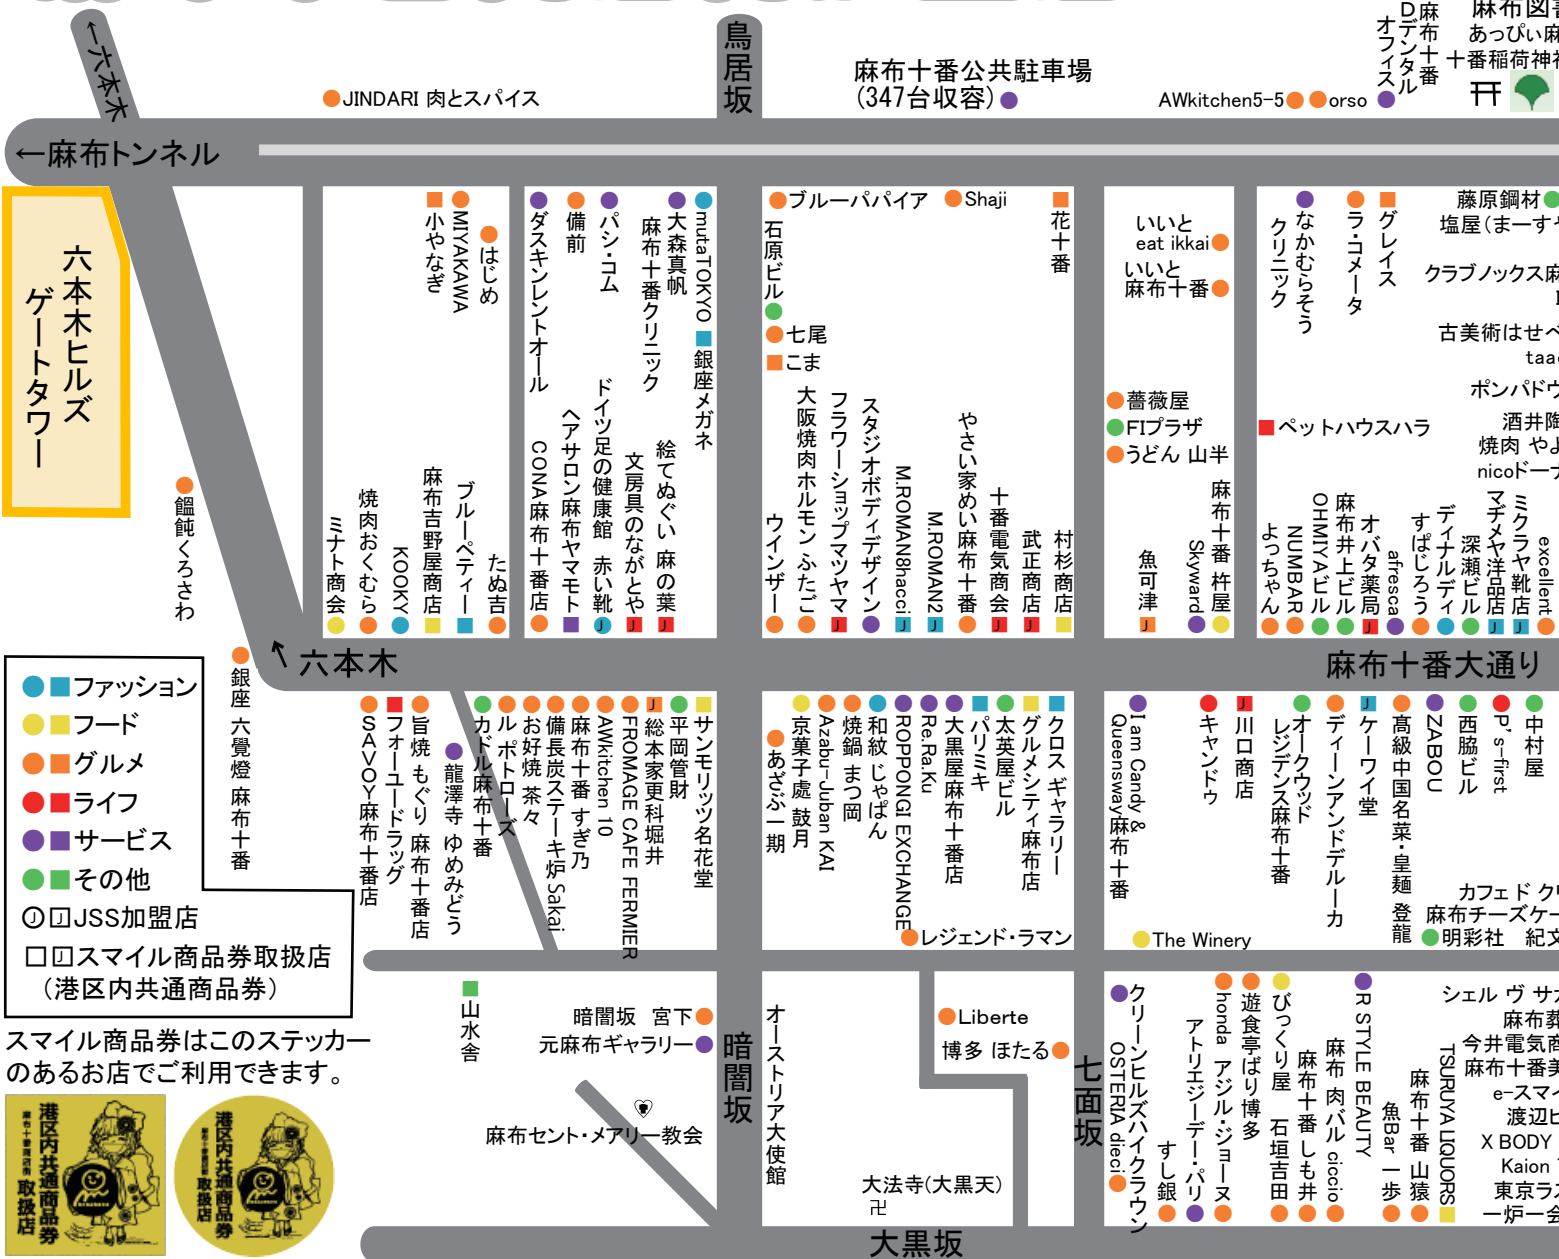 ←六本木
鳥居坂
麻布十番公共駐車場
(347台収容)
麻布十番
Dデンタル
オフィス
麻布図書
あっぴぃ麻
十番稲荷神社
JINDARI 肉とスパイス
AWkitchen5-5
orso
←麻布トンネル
六本木ヒルズ
ゲートタワー
小やなぎ
MIYAKAWA
はじめ
ダスキンレントオール
備前
パシ・コム
麻布十番クリニック
大森真帆
mutaTOKYO
銀座メガネ
ブルーパパイア
Shaji
花十番
石原ビル
七尾
こま
いいと
eat ikkai
いいと
麻布十番
なかむらそう
クリニック
ラ・コメータ
グレイス
藤原鋼材
塩屋(まーすや
クラブノックス麻
古美術はせべ
taa
ポンパドウ
酒井陶
焼肉 やよ
nicoドーナ
薔薇屋
FIプラザ
うどん 山半
ペットハウスハラ
饂飩くろさわ
ミナト商会
焼肉おくむら
KOOKY
麻布吉野屋商店
ブルーペティー
たぬ吉
CONA麻布十番店
ヘアサロン麻布ヤマモト
ドイツ足の健康館 赤い靴
文房具のながとや
絵てぬぐい 麻の葉
ウインザー
大阪焼肉ホルモン ふたご
フラワーショップマツヤマ
スタジオボディデザイン
M.ROMAN8hacci
M.ROMAN2
やさい家めい麻布十番
十番電気商会
武正商店
村杉商店
魚可津
Skyward
麻布十番 杵屋
よっちゃん
NUMBAR
OHMIYAビル
麻布井上ビル
オバタ薬局
afresca
すぱじろう
ディナルディ
深瀬ビル
マヂメヤ洋品店
ミクラヤ靴店
excellent
↖六本木
麻布十番大通り
銀座 六覺燈 麻布十番
ファッション
フード
グルメ
ライフ
サービス
その他
JJJSS加盟店
Jスマイル商品券取扱店
(港区内共通商品券)
SAVOY麻布十番店
フォーユードラッグ
旨焼 もぐり 麻布十番店
龍澤寺 ゆめみどう
カドル麻布十番
ル ポトローズ
お好焼 茶々
備長炭ステーキ炉 Sakai
麻布十番 すぎ乃
AWkitchen 10
FROMAGE CAFE FERMIER
総本家更科堀井
平岡管財
サンモリッツ名花堂
あざぶ一期
京菓子處 鼓月
Azabu-Juban KAI
焼鍋 まつ岡
和紋 じゃぱん
ROPPONGI EXCHANGE
Re.Ra.Ku
大黒屋麻布十番店
パリミキ
太英屋ビル
グルメシティ麻布店
クロス ギャラリー
I am Candy &
Queensway麻布十番
キャンドゥ
川口商店
オークウッド
レジデンス麻布十番
ディーンアンドデルーカ
ケーワイ堂
高級中国名菜・皇麺 登龍
ZABOU
西脇ビル
P's-first
中村屋
カフェド クリ
麻布チーズケー
明彩社 紀文
レジェンド・ラマン
The Winery
山水舎
暗闇坂 宮下
元麻布ギャラリー
暗闇坂
オーストリア大使館
Liberte
博多 ほたる
七面坂
クリーンヒルズハイクラウン
OSTERIA dieci
すし銀
アトリエジーデー・パリ
honda アジル・ジョーヌ
遊食亭ぱり博多
びっくり屋 石垣吉田
麻布十番 しも井
麻布 肉バル ciccio
R STYLE BEAUTY
魚Bar 一歩
麻布十番 山猿
TSURUYA LIQUORS
シェル ヴ サカ
麻布葬
今井電気商
麻布十番美
e-スマイ
渡辺ビ
X BODY
Kaion
東京ラス
一炉一会
麻布セント・メアリー教会
大法寺(大黒天)
卍
大黒坂
スマイル商品券はこのステッカー
のあるお店でご利用できます。
港区内共通商品券
麻布十番商店街 取扱店
港区内共通商品券
麻布十番商店街 取扱店